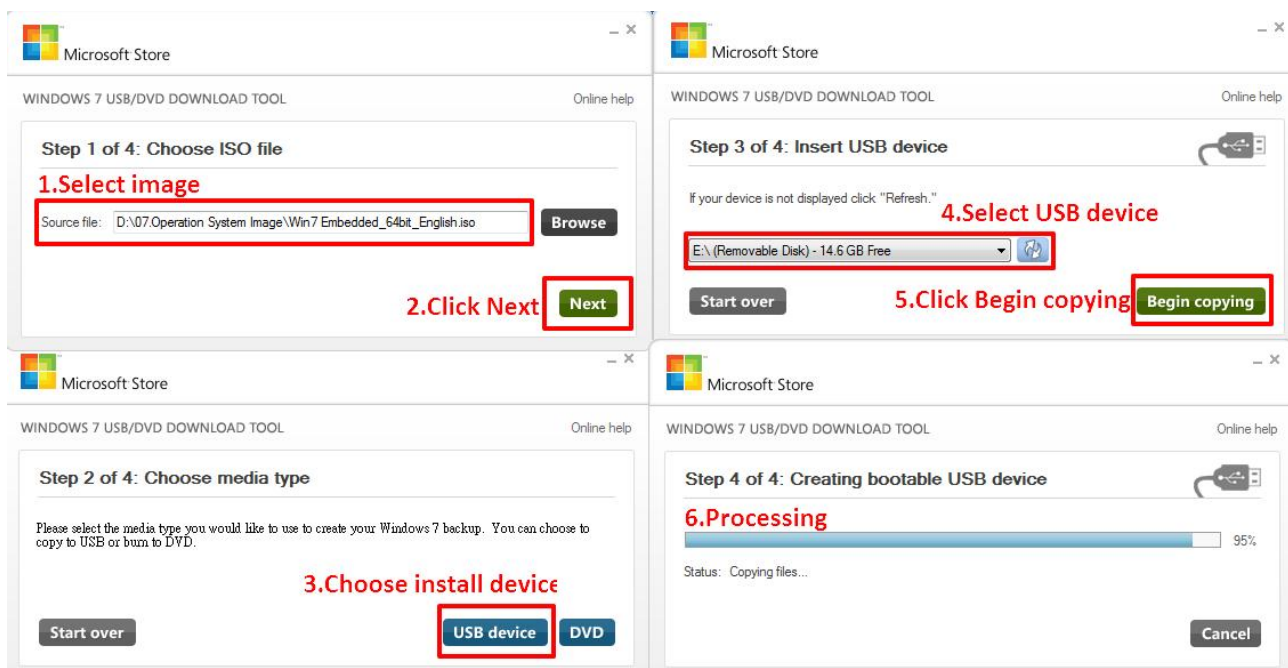 Microsoft Store
WINDOWS 7 USB/DVD DOWNLOAD TOOL Online help
Step 1 of 4: Choose ISO file
1.Select image
Source file: D:\07.Operation System Image\Win7 Embedded_64bit_English.iso Browse
2.Click Next Next
Microsoft Store
WINDOWS 7 USB/DVD DOWNLOAD TOOL Online help
Step 2 of 4: Choose media type
Please select the media type you would like to use to create your Windows 7 backup. You can choose to
copy to USB or burn to DVD.
3.Choose install device
Start over USB device DVD
Microsoft Store
WINDOWS 7 USB/DVD DOWNLOAD TOOL Online help
Step 3 of 4: Insert USB device
If your device is not displayed click "Refresh."
4.Select USB device
E:\ (Removable Disk) - 14.6 GB Free
Start over 5.Click Begin copying Begin copying
Microsoft Store
WINDOWS 7 USB/DVD DOWNLOAD TOOL Online help
Step 4 of 4: Creating bootable USB device
6.Processing
95%
Status: Copying files...
Cancel